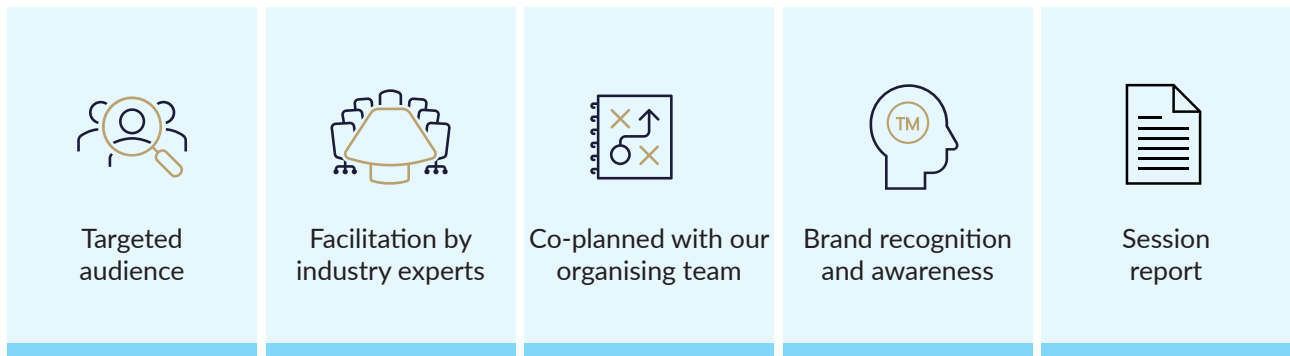 Targeted
audience
Facilitation by
industry experts
Co-planned with our
organising team
TM
Brand recognition
and awareness
Session
report